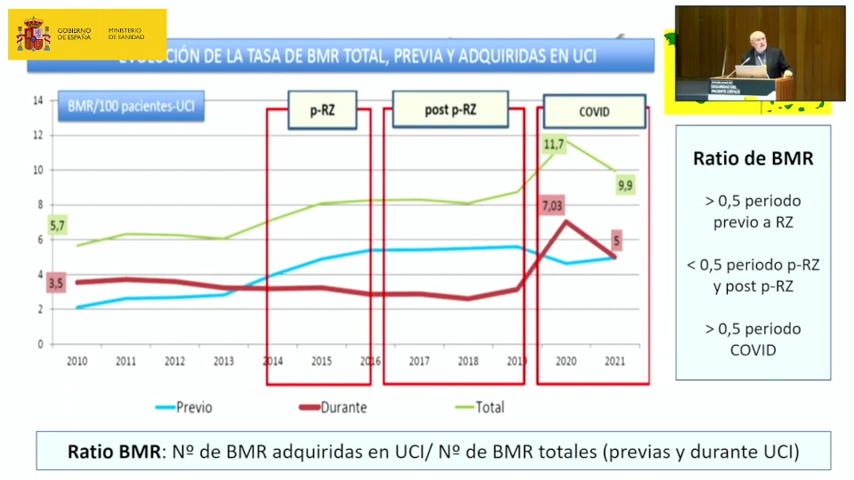 GOBIERNO
DE ESPAÑA
MINISTERIO
DE SANIDAD
EVOLUCIÓN DE LA TASA DE BMR TOTAL, PREVIA Y ADQUIRIDAS EN UCI
BMR/100 pacientes-UCI
p-RZ
post p-RZ
COVID
14
12
10
8
6
4
2
0
5,7
3,5
11,7
9,9
7,03
5
2010
2011
2012
2013
2014
2015
2016
2017
2018
2019
2020
2021
Previo
Durante
Total
SEGURIDAD DEL
PACIENTE CRÍTICO
Ratio de BMR
> 0,5 periodo
previo a RZ
< 0,5 periodo p-RZ
y post p-RZ
> 0,5 periodo
COVID
Ratio BMR: Nº de BMR adquiridas en UCI/ Nº de BMR totales (previas y durante UCI)